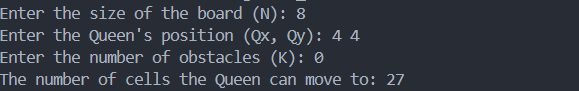 Enter the size of the board (N): 8
Enter the Queen's position (Qx, Qy): 4 4
Enter the number of obstacles (K): 0
The number of cells the Queen can move to: 27